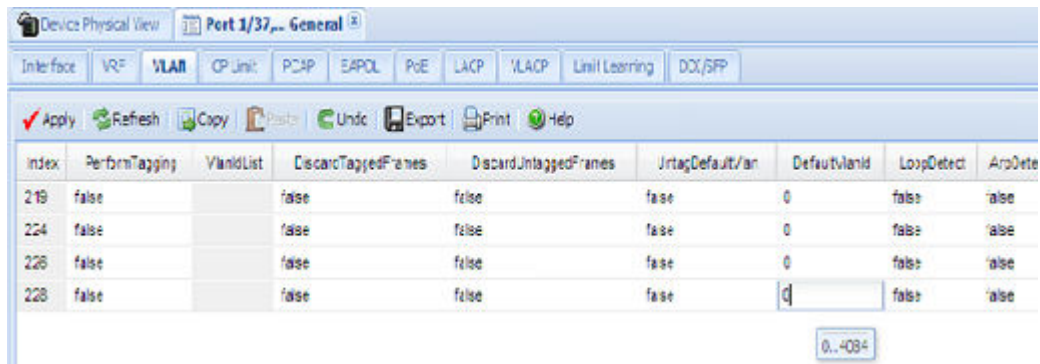 Device Physical View Port 1/37,... General
Interface VRF VLAN CP Limit PCAP EAPOL PoE LACP VLACP Limit Learning DDI/SFP
Apply Refresh Copy Paste Undo Export Print Help
Index PerformTagging VlanIdList DiscardTaggedFrames DiscardUntaggedFrames UntagDefaultVlan DefaultVlanId LoopDetect ArpDete
219 false false false false 0 false false
224 false false false false 0 false false
226 false false false false 0 false false
228 false false false false 0 false false
0..4084